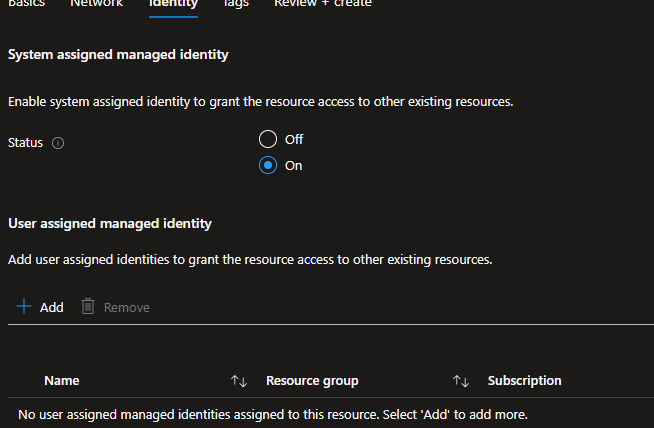 Basics Network Identity Tags Review + create
System assigned managed identity
Enable system assigned identity to grant the resource access to other existing resources.
Status
Off
On
User assigned managed identity
Add user assigned identities to grant the resource access to other existing resources.
Add Remove
Name Resource group Subscription
No user assigned managed identities assigned to this resource. Select 'Add' to add more.